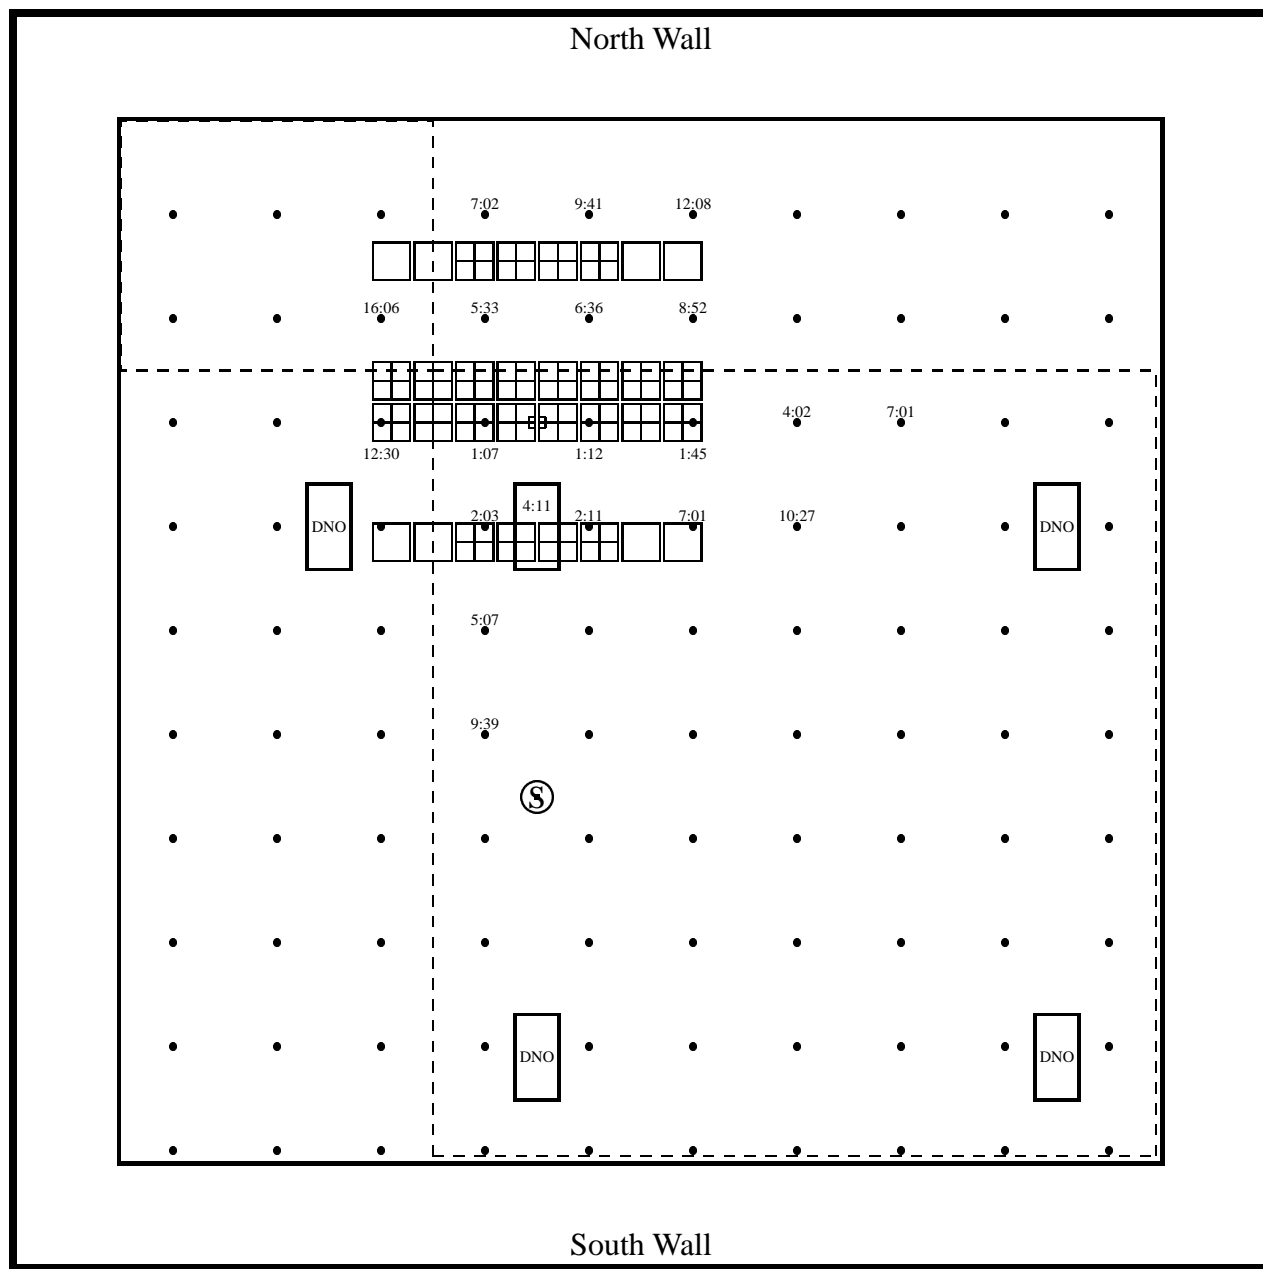 North Wall
7:02 9:41 12:08
16:06 5:33 6:36 8:52
4:02 7:01
12:30 1:07 1:12 1:45
4:11
2:03 2:11 7:01 10:27
DNO DNO
5:07
9:39
S
DNO DNO
South Wall